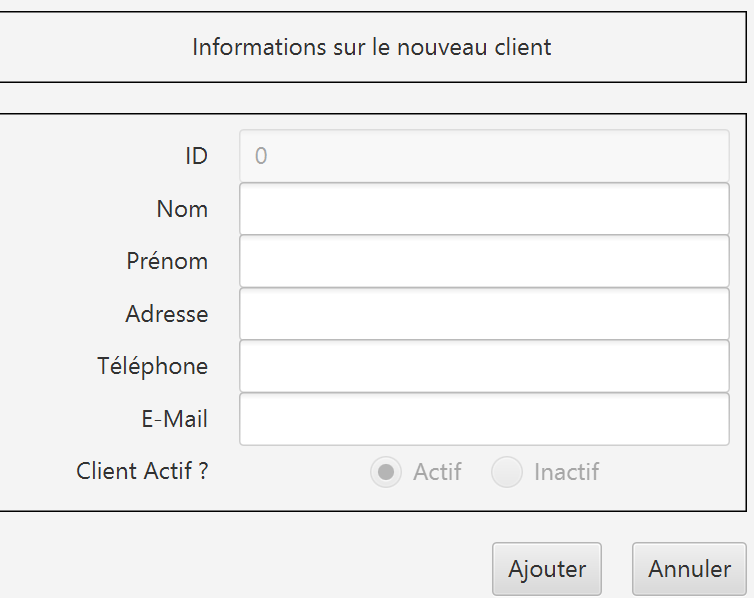 Informations sur le nouveau client
ID 0
Nom
Prénom
Adresse
Téléphone
E-Mail
Client Actif ? Actif Inactif
Ajouter Annuler